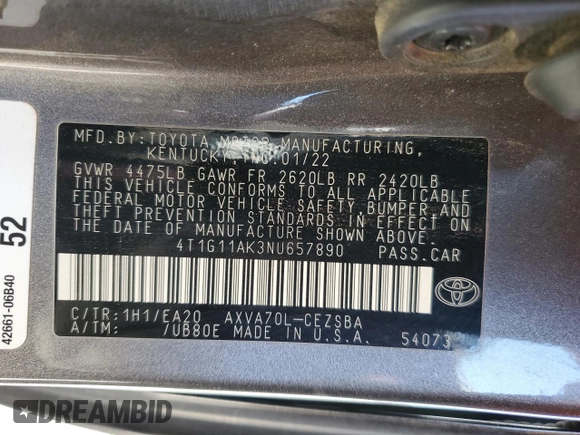 MFD. BY: TOYOTA MOTOR MANUFACTURING,
KENTUCKY, INC. 01/22
GVWR 4475LB GAWR FR 2620LB RR 2420LB
THIS VEHICLE CONFORMS TO ALL APPLICABLE
FEDERAL MOTOR VEHICLE SAFETY, BUMPER, AND
THEFT PREVENTION STANDARDS IN EFFECT ON
THE DATE OF MANUFACTURE SHOWN ABOVE.
4T1G11AK3NU657890 PASS.CAR
C/TR: 1H1/EA20 AXVA70L-CEZSBA
A/TM: /UB80E MADE IN U.S.A. 54073
42661-06B40
52
DREAMBID